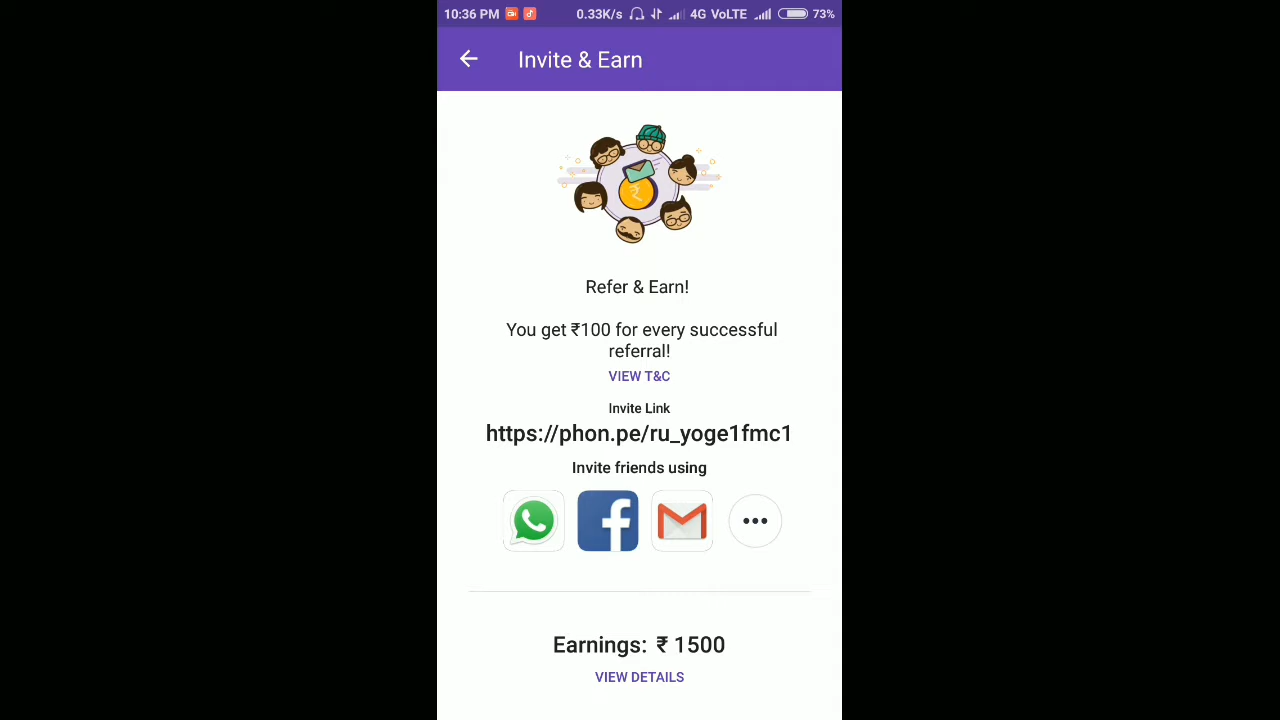 10:36 PM 0.33K/s 4G VoLTE 73%
Invite & Earn
₹
Refer & Earn!
You get ₹100 for every successful
referral!
VIEW T&C
Invite Link
https://phon.pe/ru_yoge1fmc1
Invite friends using
Earnings: ₹ 1500
VIEW DETAILS